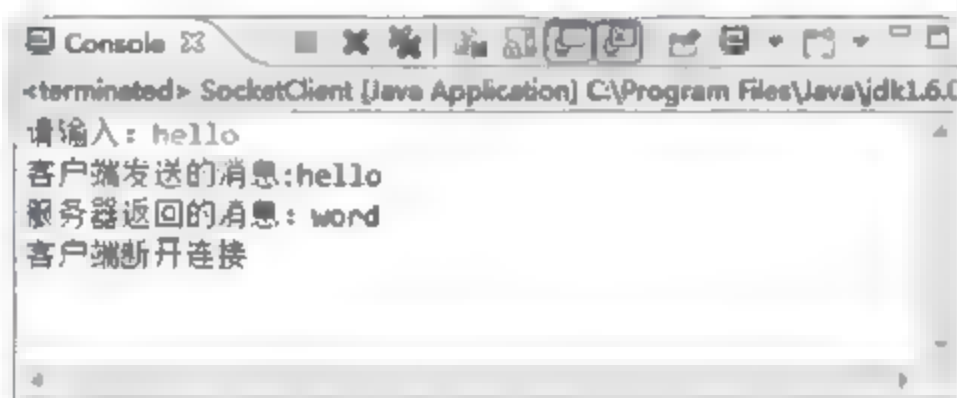 Console
<terminated> SocketClient [Java Application] C:\Program Files\Java\jdk1.6.0
请输入：hello
客户端发送的消息:hello
服务器返回的消息：word
客户端断开连接